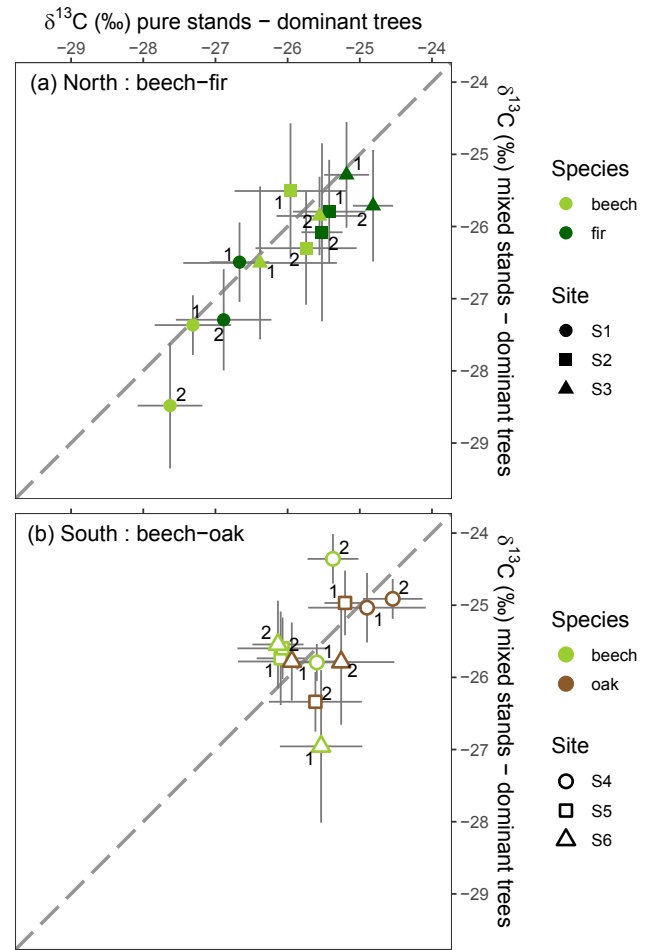 δ¹³C (‰) pure stands − dominant trees
−29 −28 −27 −26 −25 −24
(a) North : beech−fir
−24
−25
−26
−27
−28
−29
δ¹³C (‰) mixed stands − dominant trees
1
1
1
2
2
2
2
1
1
1
2
2
Species
beech
fir
Site
S1
S2
S3
(b) South : beech−oak
−24
−25
−26
−27
−28
−29
δ¹³C (‰) mixed stands − dominant trees
2
1
2
1
2
2
1
1
1
2
2
1
Species
beech
oak
Site
S4
S5
S6